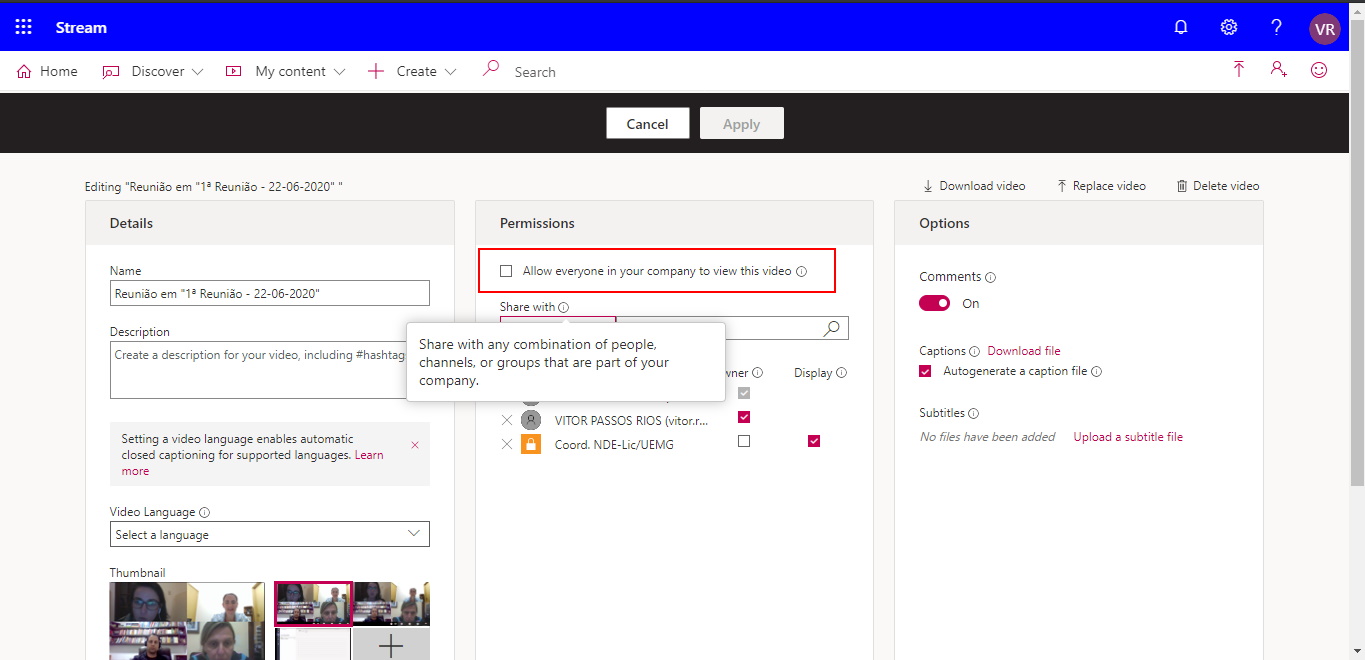 Stream
VR
Home
Discover
My content
Create
Search
Cancel
Apply
Editing "Reunião em "1ª Reunião - 22-06-2020" "
Download video
Replace video
Delete video
Details
Name
Reunião em "1ª Reunião - 22-06-2020"
Description
Create a description for your video, including #hashtag
Setting a video language enables automatic
closed captioning for supported languages. Learn
more
Video Language
Select a language
Thumbnail
Permissions
Allow everyone in your company to view this video
Share with
Share with any combination of people,
channels, or groups that are part of your
company.
Display
VITOR PASSOS RIOS (vitor.r...
Coord. NDE-Lic/UEMG
Options
Comments
On
Captions Download file
Autogenerate a caption file
Subtitles
No files have been added Upload a subtitle file